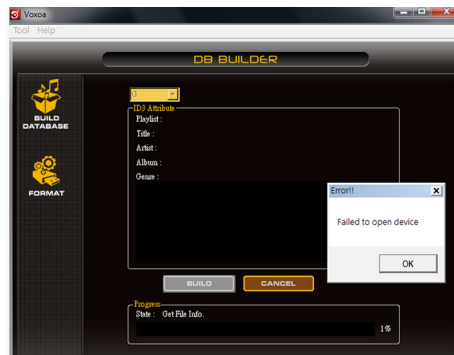 Voxoa
Tool Help
DB BUILDER
BUILD
DATABASE
FORMAT
ID3 Attribute
Playlist :
Title :
Artist :
Album :
Genre :
Error!!
Failed to open device
OK
BUILD CANCEL
Progress
State : Get File Info.
1%